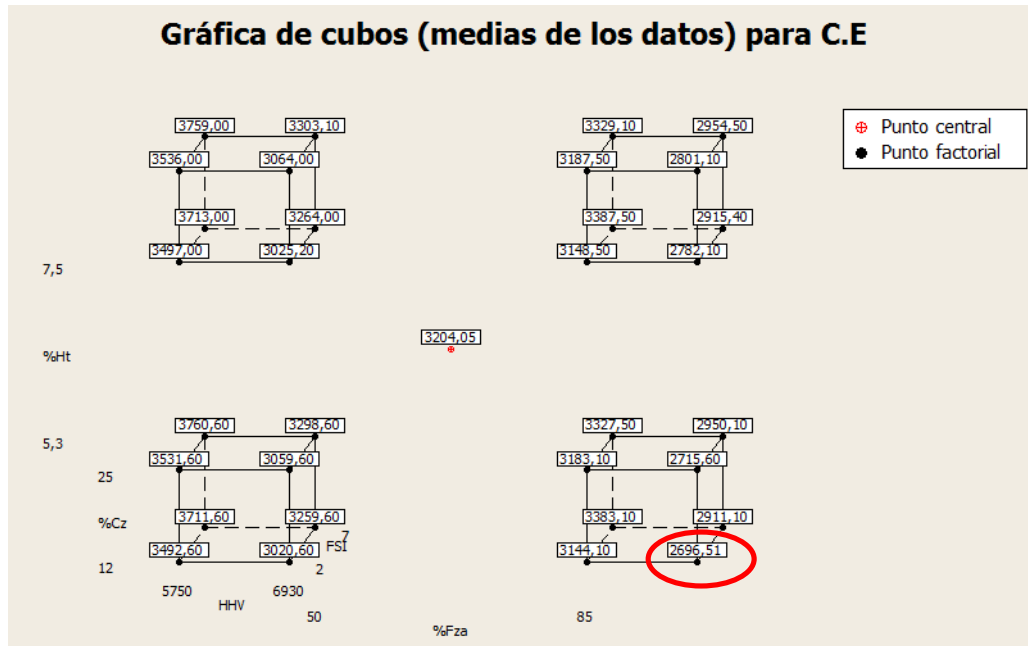 Gráfica de cubos (medias de los datos) para C.E
Punto central
Punto factorial
3759,00 3303,10 3329,10 2954,50
3536,00 3064,00 3187,50 2801,10
3713,00 3264,00 3387,50 2915,40
3497,00 3025,20 3148,50 2782,10
7,5
3204,05
%Ht
3760,60 3298,60 3327,50 2950,10
5,3
3531,60 3059,60 3183,10 2715,60
25
%Cz
3711,60 3259,60 3383,10 2911,10
7
FSI
3492,60 3020,60 3144,10 2696,51
12
2
5750 6930
HHV
50 85
%Fza